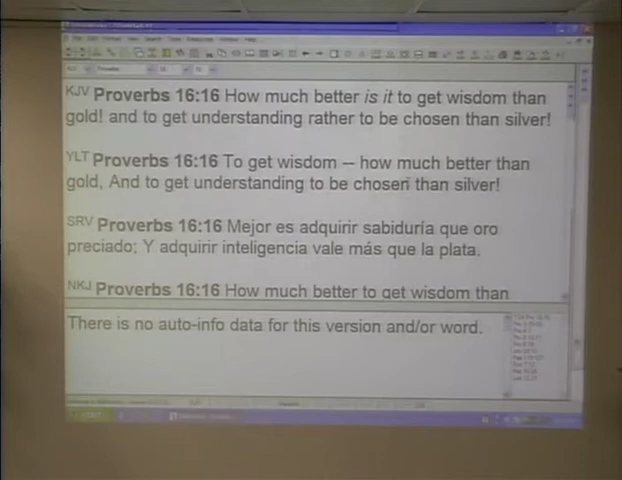 KJV Proverbs 16:16 How much better is it to get wisdom than
gold! and to get understanding rather to be chosen than silver!
YLT Proverbs 16:16 To get wisdom -- how much better than
gold, And to get understanding to be chosen than silver!
SRV Proverbs 16:16 Mejor es adquirir sabiduría que oro
preciado; Y adquirir inteligencia vale más que la plata.
NKJ Proverbs 16:16 How much better to get wisdom than
There is no auto-info data for this version and/or word.